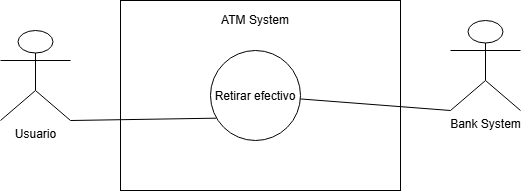 ATM System
Retirar efectivo
Usuario
Bank System